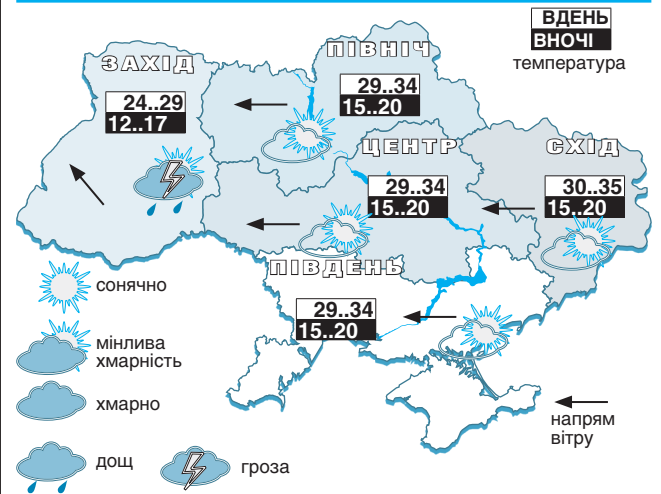 ВДЕНЬ
ВНОЧІ
температура
ПІВНІЧ
29..34
15..20
ЗАХІД
24..29
12..17
ЦЕНТР
29..34
15..20
СХІД
30..35
15..20
ПІВДЕНЬ
29..34
15..20
сонячно
мінлива
хмарність
хмарно
дощ
гроза
напрям
вітру